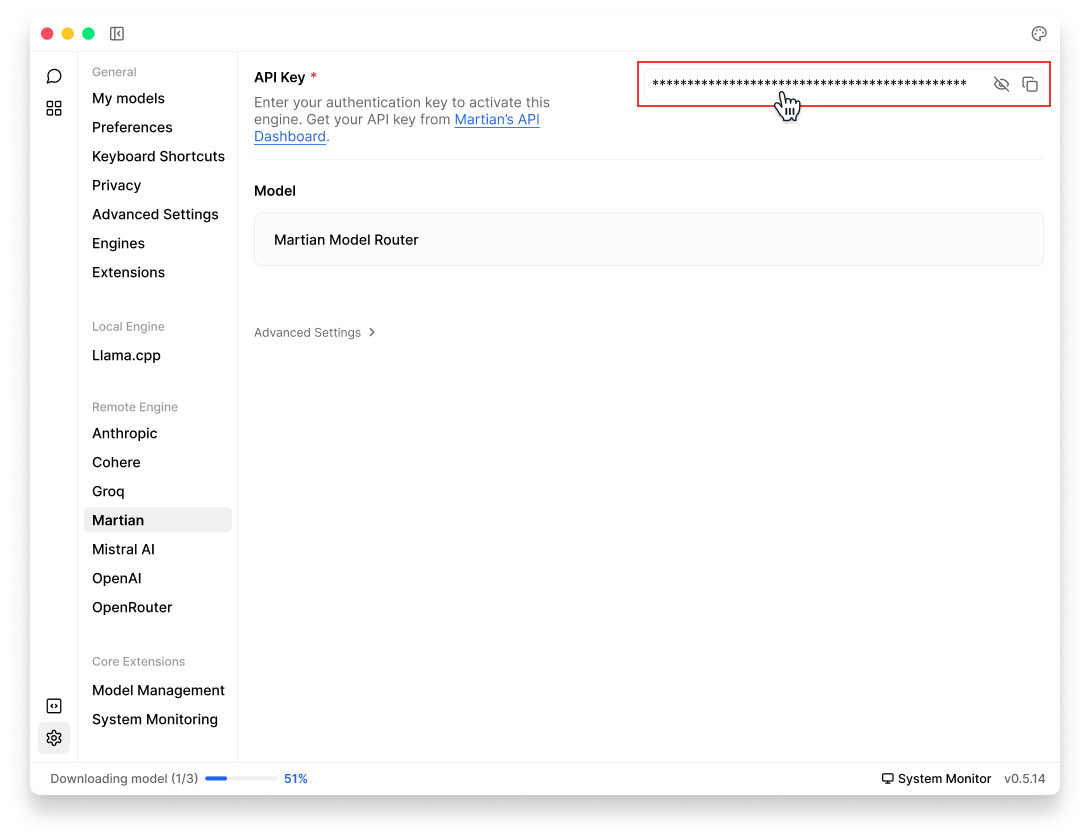 General
My models
Preferences
Keyboard Shortcuts
Privacy
Advanced Settings
Engines
Extensions
Local Engine
Llama.cpp
Remote Engine
Anthropic
Cohere
Groq
Martian
Mistral AI
OpenAI
OpenRouter
Core Extensions
Model Management
System Monitoring
API Key *
Enter your authentication key to activate this
engine. Get your API key from Martian’s API
Dashboard.
*********************************************
Model
Martian Model Router
Advanced Settings
Downloading model (1/3) 51%
System Monitor v0.5.14